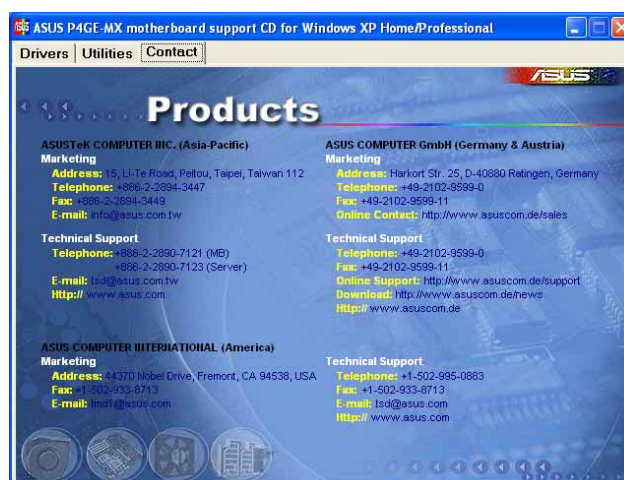 ASUS P4GE-MX motherboard support CD for Windows XP Home/Professional
Drivers Utilities Contact
ASUS
Products
ASUSTeK COMPUTER INC. (Asia-Pacific)
Marketing
Address: 15, Li-Te Road, Peitou, Taipei, Taiwan 112
Telephone: +886-2-2894-3447
Fax: +886-2-2894-3449
E-mail: info@asus.com.tw
Technical Support
Telephone: +886-2-2890-7121 (MB)
+886-2-2890-7123 (Server)
E-mail: tsd@asus.com.tw
Http:// www.asus.com
ASUS COMPUTER GmbH (Germany & Austria)
Marketing
Address: Harkort Str. 25, D-40880 Ratingen, Germany
Telephone: +49-2102-9599-0
Fax: +49-2102-9599-11
Online Contact: http://www.asuscom.de/sales
Technical Support
Telephone: +49-2102-9599-0
Fax: +49-2102-9599-11
Online Support: http://www.asuscom.de/support
Download: http://www.asuscom.de/news
Http:// www.asuscom.de
ASUS COMPUTER INTERNATIONAL (America)
Marketing
Address: 44370 Nobel Drive, Fremont, CA 94538, USA
Fax: +1-502-933-8713
E-mail: tmd1@asus.com
Technical Support
Telephone: +1-502-995-0883
Fax: +1-502-933-8713
E-mail: tsd@asus.com
Http:// www.asus.com